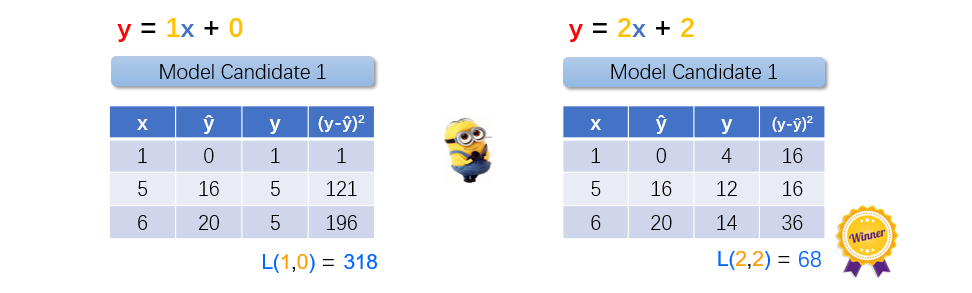 y = 1x + 0
Model Candidate 1
x ŷ y (y-ŷ)²
1 0 1 1
5 16 5 121
6 20 5 196
L(1,0) = 318
y = 2x + 2
Model Candidate 1
x ŷ y (y-ŷ)²
1 0 4 16
5 16 12 16
6 20 14 36
L(2,2) = 68
Winner